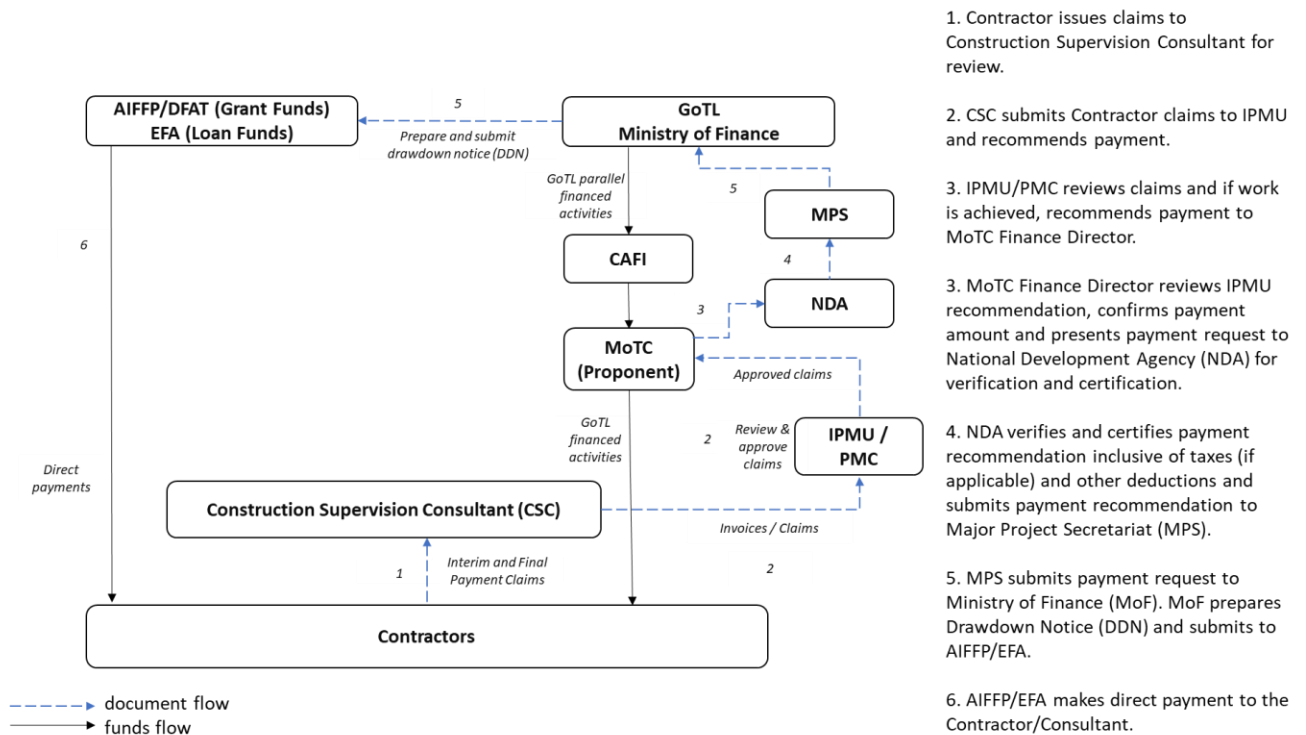 AIFFP/DFAT (Grant Funds)
EFA (Loan Funds)
5
Prepare and submit
drawdown notice (DDN)
GoTL
Ministry of Finance
GoTL parallel
financed
activities
5
MPS
6
CAFI
4
NDA
3
MoTC
(Proponent)
Approved claims
GoTL
financed
activities
2
Review &
approve
claims
IPMU /
PMC
Direct
payments
Construction Supervision Consultant (CSC)
Invoices / Claims
1
Interim and Final
Payment Claims
2
Contractors
document flow
funds flow
1. Contractor issues claims to
Construction Supervision Consultant for
review.
2. CSC submits Contractor claims to IPMU
and recommends payment.
3. IPMU/PMC reviews claims and if work
is achieved, recommends payment to
MoTC Finance Director.
3. MoTC Finance Director reviews IPMU
recommendation, confirms payment
amount and presents payment request to
National Development Agency (NDA) for
verification and certification.
4. NDA verifies and certifies payment
recommendation inclusive of taxes (if
applicable) and other deductions and
submits payment recommendation to
Major Project Secretariat (MPS).
5. MPS submits payment request to
Ministry of Finance (MoF). MoF prepares
Drawdown Notice (DDN) and submits to
AIFFP/EFA.
6. AIFFP/EFA makes direct payment to the
Contractor/Consultant.